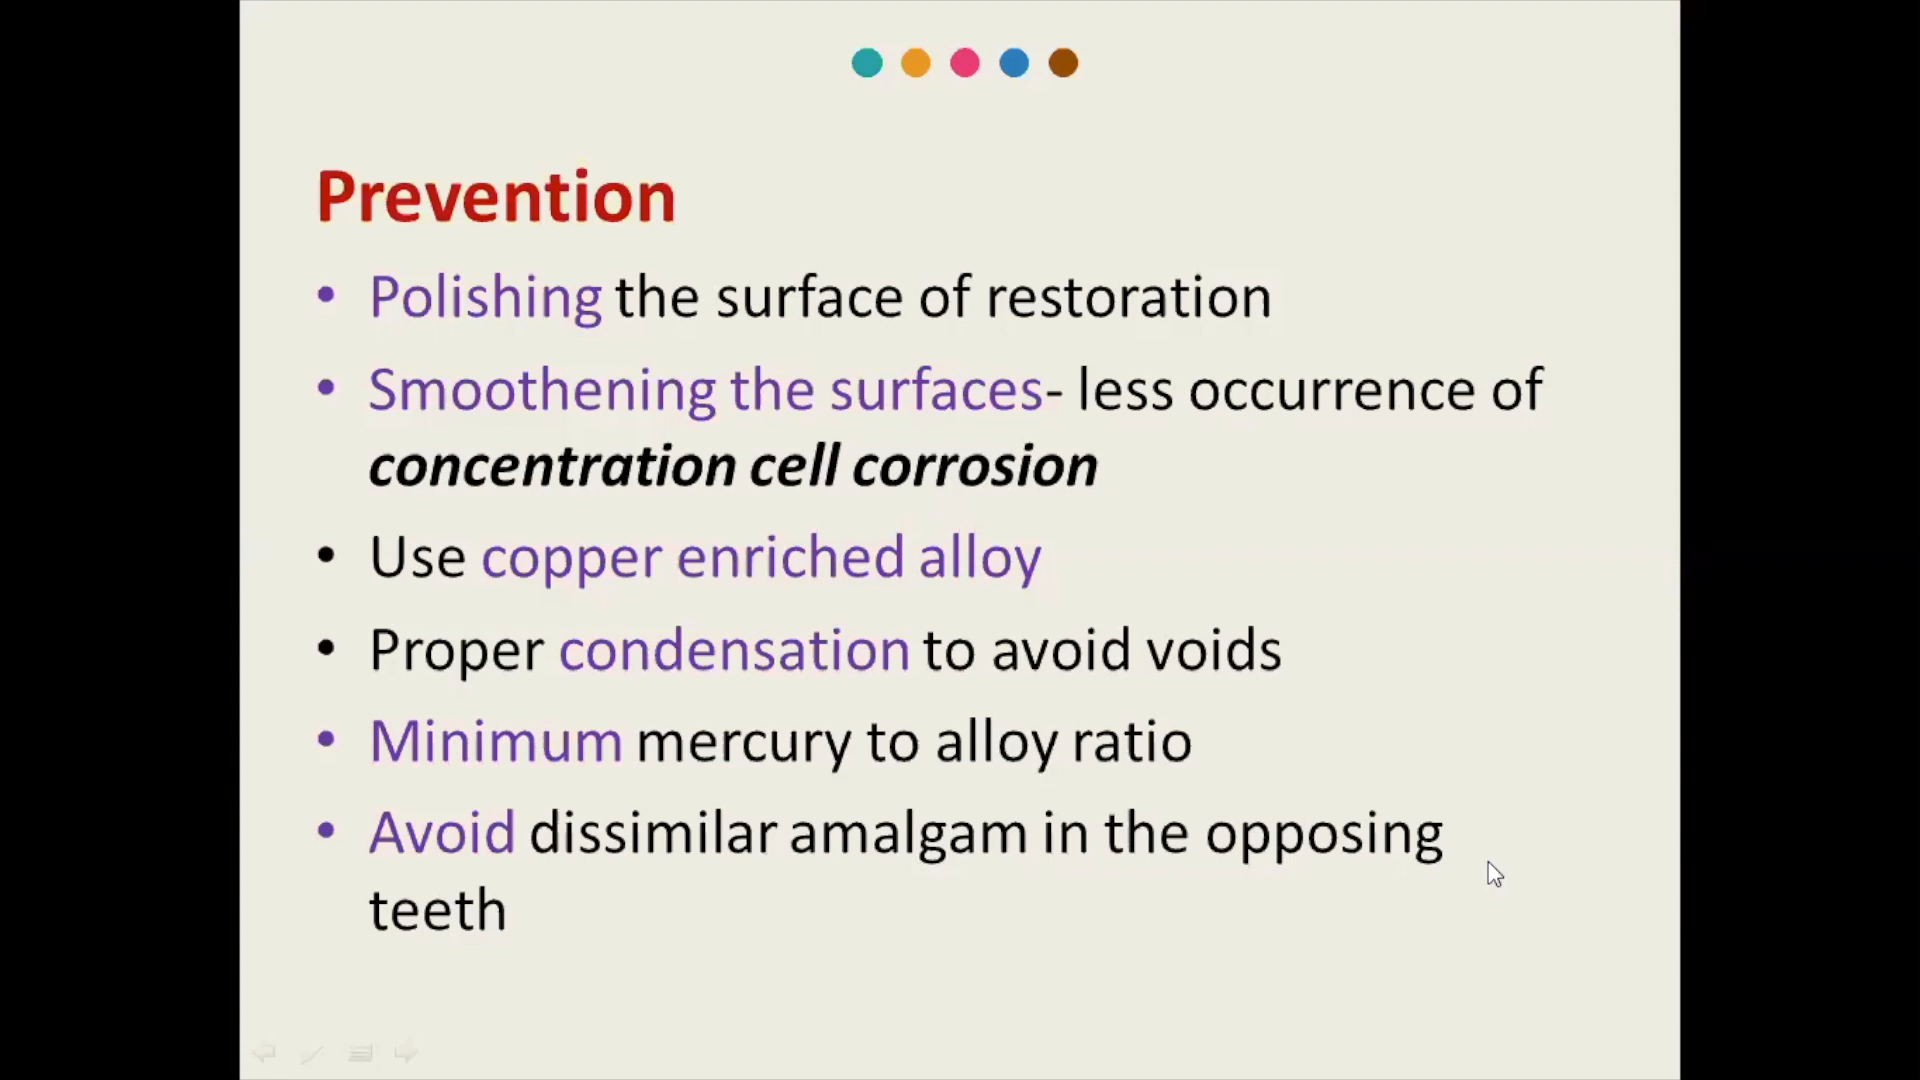 Prevention
• Polishing the surface of restoration
• Smoothening the surfaces- less occurrence of
concentration cell corrosion
• Use copper enriched alloy
• Proper condensation to avoid voids
• Minimum mercury to alloy ratio
• Avoid dissimilar amalgam in the opposing
teeth